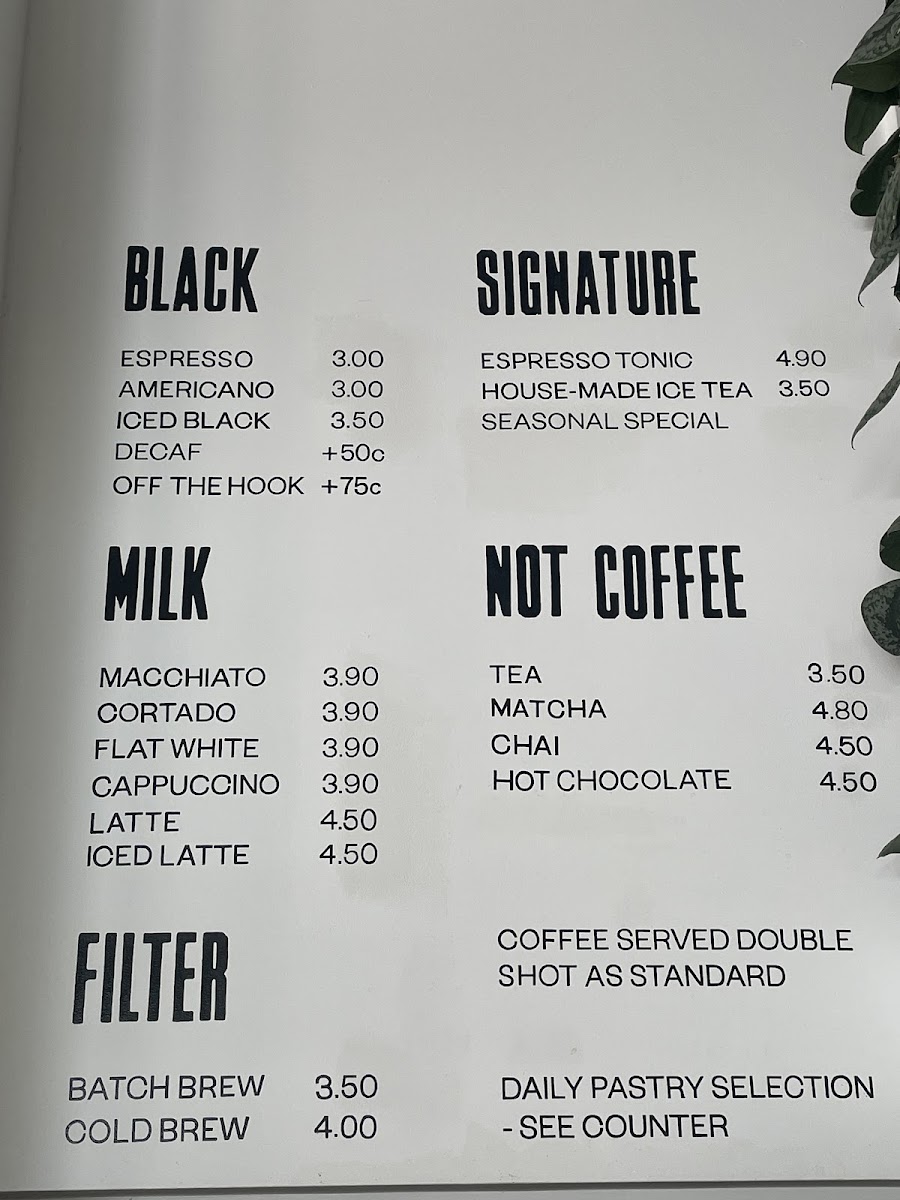 BLACK
ESPRESSO 3.00
AMERICANO 3.00
ICED BLACK 3.50
DECAF +50c
OFF THE HOOK +75c
MILK
MACCHIATO 3.90
CORTADO 3.90
FLAT WHITE 3.90
CAPPUCCINO 3.90
LATTE 4.50
ICED LATTE 4.50
FILTER
BATCH BREW 3.50
COLD BREW 4.00
SIGNATURE
ESPRESSO TONIC 4.90
HOUSE-MADE ICE TEA 3.50
SEASONAL SPECIAL
NOT COFFEE
TEA 3.50
MATCHA 4.80
CHAI 4.50
HOT CHOCOLATE 4.50
COFFEE SERVED DOUBLE
SHOT AS STANDARD
DAILY PASTRY SELECTION
- SEE COUNTER